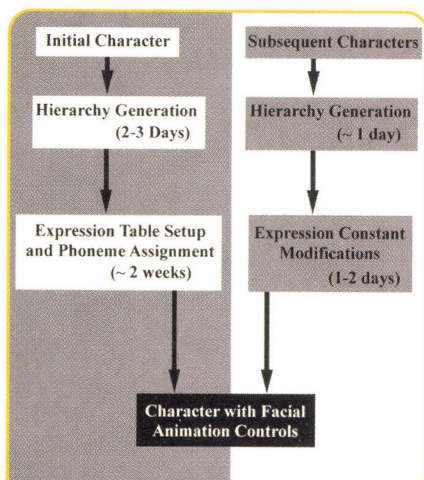 Initial Character
Hierarchy Generation
(2-3 Days)
Expression Table Setup
and Phoneme Assignment
(~ 2 weeks)
Subsequent Characters
Hierarchy Generation
(~ 1 day)
Expression Constant
Modifications
(1-2 days)
Character with Facial
Animation Controls